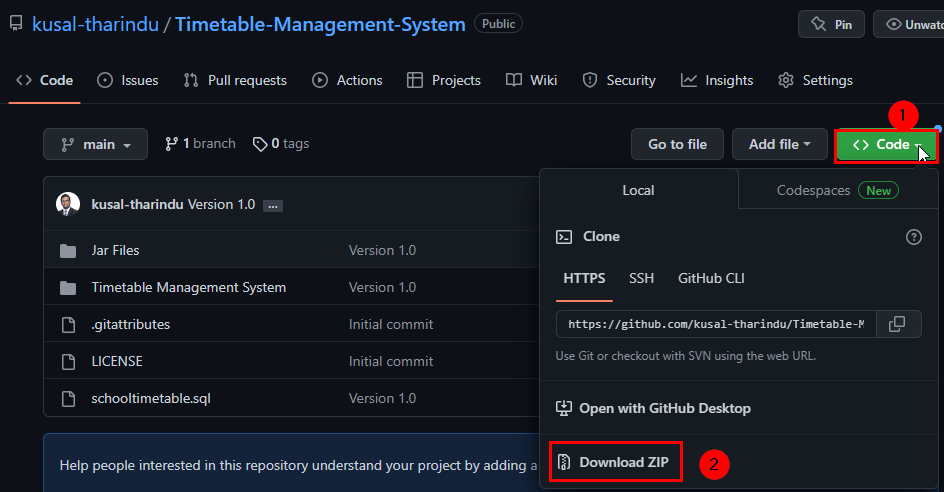 kusal-tharindu / Timetable-Management-System Public Pin Unwatc
<> Code Issues Pull requests Actions Projects Wiki Security Insights Settings
1
main 1 branch 0 tags Go to file Add file <> Code
Local Codespaces New
kusal-tharindu Version 1.0 ...
Clone
Jar Files Version 1.0
HTTPS SSH GitHub CLI
Timetable Management System Version 1.0
.gitattributes Initial commit
https://github.com/kusal-tharindu/Timetable-M
LICENSE Initial commit
Use Git or checkout with SVN using the web URL.
schooltimetable.sql Version 1.0
Open with GitHub Desktop
Help people interested in this repository understand your project by adding a
Download ZIP 2